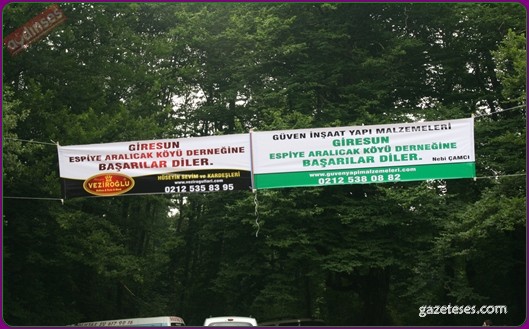 GİRESUN
ESPİYE ARALICAK KÖYÜ DERNEĞİNE
BAŞARILAR DİLER.
VEZİROĞLU
HÜSEYİN SEVİM ve KARDEŞLERİ
0212 535 83 95
GÜVEN İNŞAAT YAPI MALZEMELERİ
GİRESUN
ESPİYE ARALICAK KÖYÜ DERNEĞİNE
BAŞARILAR DİLER.
Nebi ÇAMCI
www.guvenyapimalzemeleri.com
0212 538 08 82
gazeteses.com